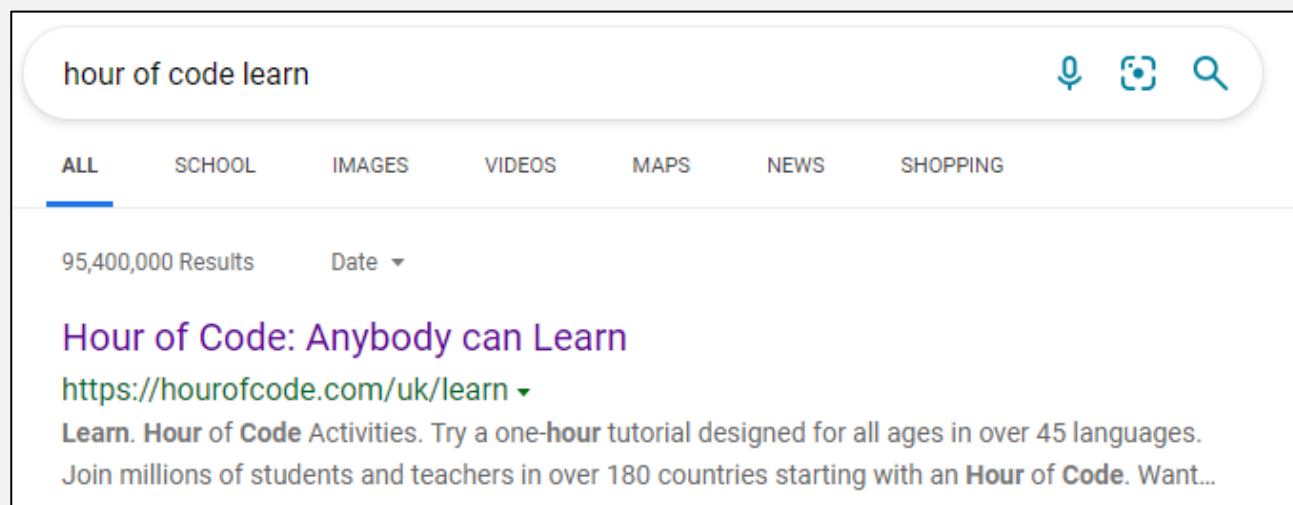 hour of code learn
ALL SCHOOL IMAGES VIDEOS MAPS NEWS SHOPPING
95,400,000 Results Date
Hour of Code: Anybody can Learn
https://hourofcode.com/uk/learn
Learn. Hour of Code Activities. Try a one-hour tutorial designed for all ages in over 45 languages.
Join millions of students and teachers in over 180 countries starting with an Hour of Code. Want...